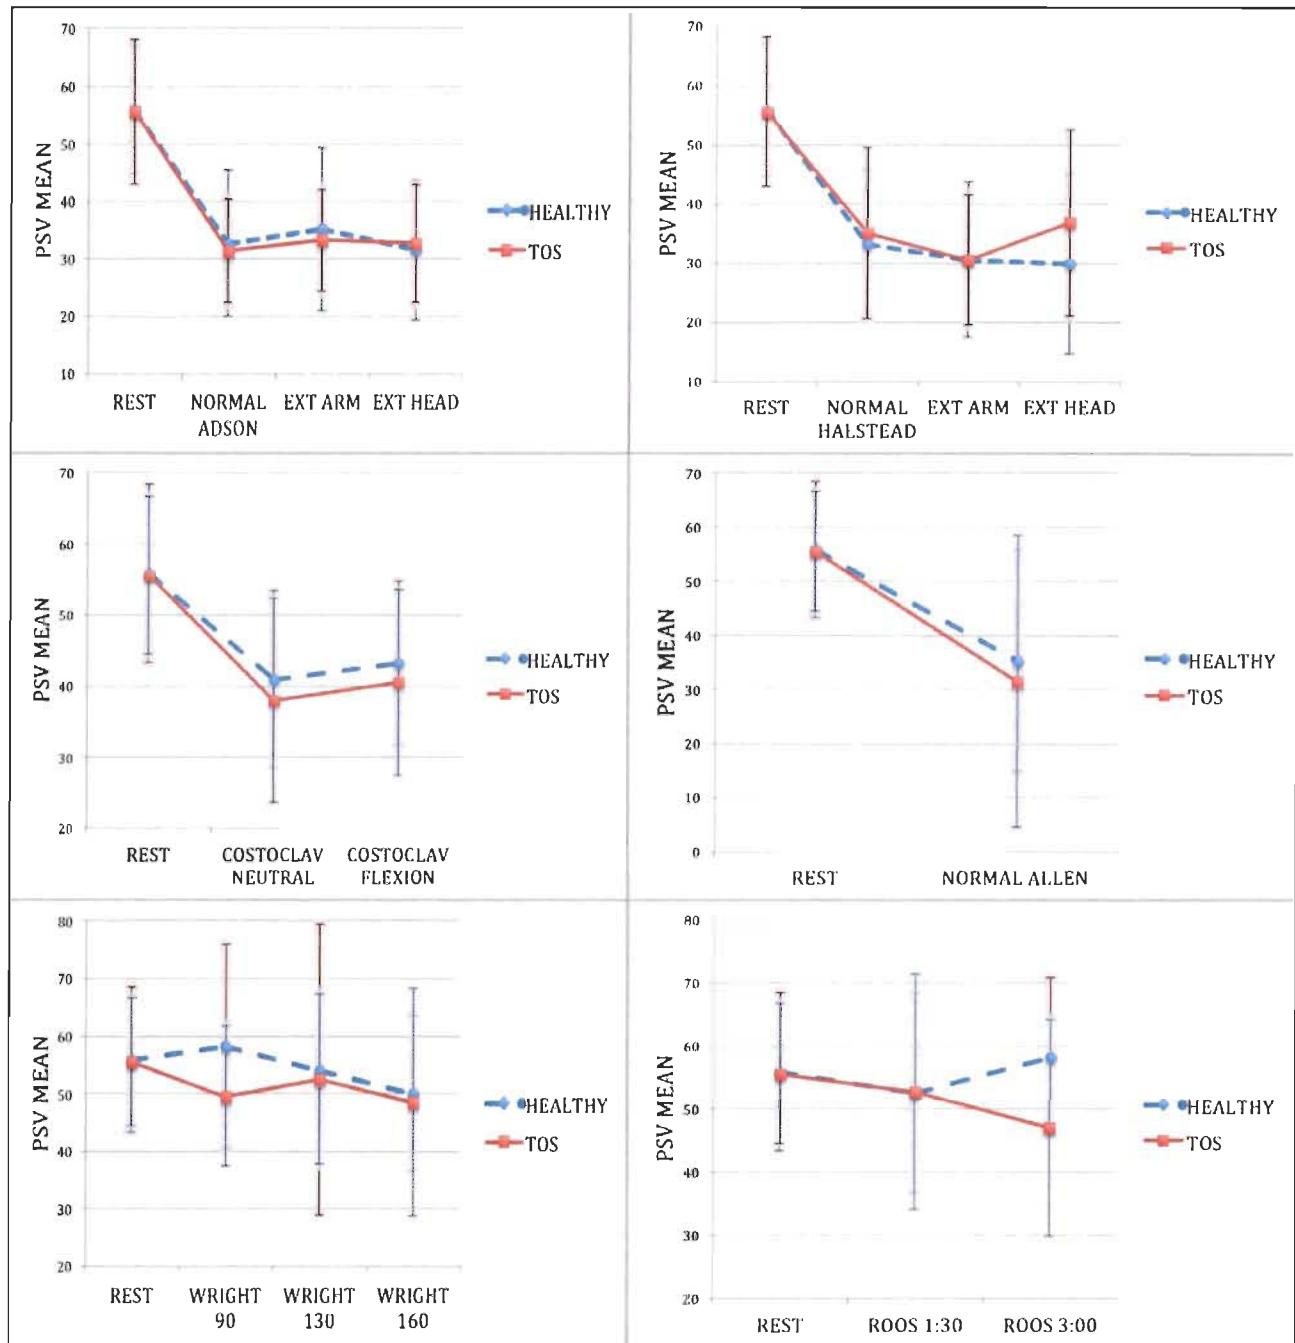 70
60
50
40
30
20
10
PSV MEAN
REST
NORMAL
ADSON
EXT ARM
EXT HEAD
HEALTHY
TOS
70
60
50
40
30
20
10
PSV MEAN
REST
NORMAL
HALSTEAD
EXT ARM
EXT HEAD
HEALTHY
TOS
70
60
50
40
30
20
PSV MEAN
REST
COSTOCLAV
NEUTRAL
COSTOCLAV
FLEXION
HEALTHY
TOS
70
60
50
40
30
20
10
0
PSV MEAN
REST
NORMAL ALLEN
HEALTHY
TOS
80
70
60
50
40
30
20
PSV MEAN
REST
WRIGHT
90
WRIGHT
130
WRIGHT
160
HEALTHY
TOS
80
70
60
50
40
30
20
PSV MEAN
REST
ROOS 1:30
ROOS 3:00
HEALTHY
TOS